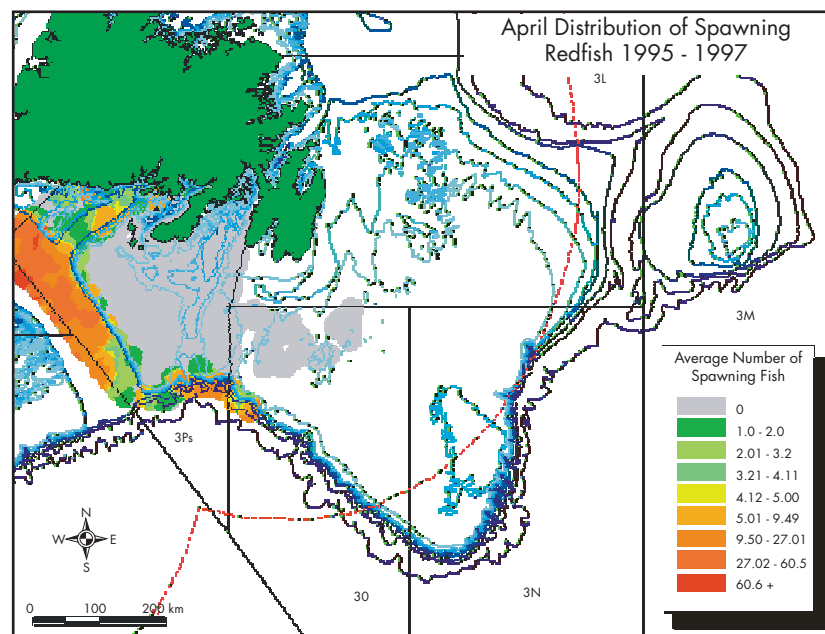 April Distribution of Spawning
Redfish 1995 - 1997
3L
3M
Average Number of
Spawning Fish
0
1.0 - 2.0
2.01 - 3.2
3.21 - 4.11
4.12 - 5.00
5.01 - 9.49
9.50 - 27.01
27.02 - 60.5
60.6 +
3Ps
N
W E
S
0 100 200 km
30
3N